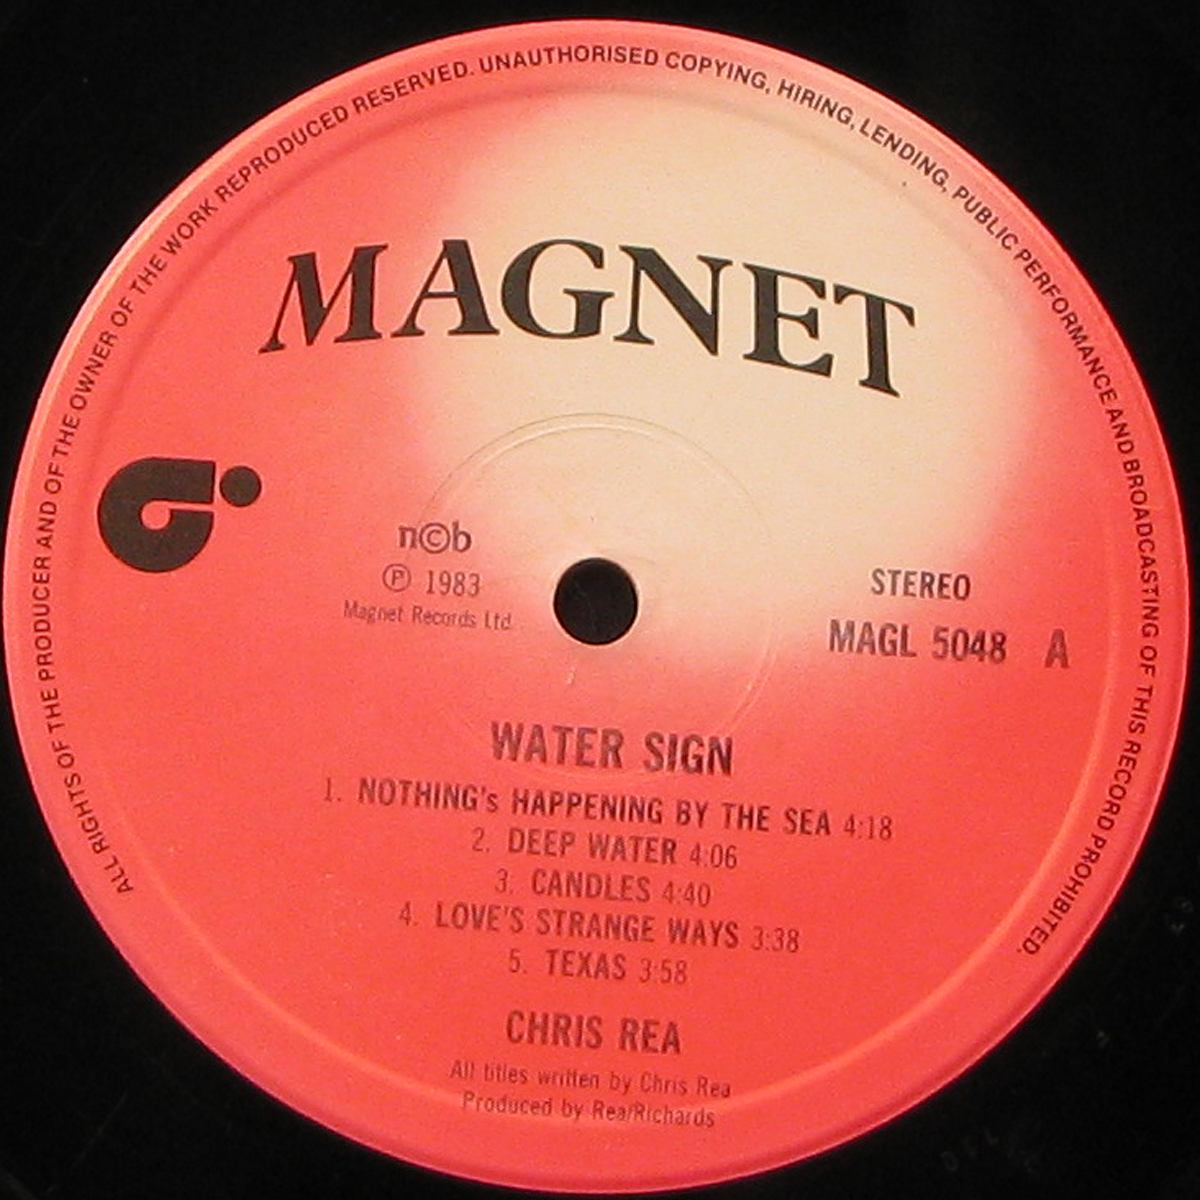 ALL RIGHTS OF THE PRODUCER AND OF THE OWNER OF THE WORK REPRODUCED RESERVED. UNAUTHORISED COPYING, HIRING, LENDING, PUBLIC PERFORMANCE AND BROADCASTING OF THIS RECORD PROHIBITED.
MAGNET
n©b
℗ 1983
Magnet Records Ltd.
STEREO
MAGL 5048 A
WATER SIGN
1. NOTHING's HAPPENING BY THE SEA 4:18
2. DEEP WATER 4:06
3. CANDLES 4:40
4. LOVE'S STRANGE WAYS 3:38
5. TEXAS 3:58
CHRIS REA
All titles written by Chris Rea
Produced by Rea/Richards